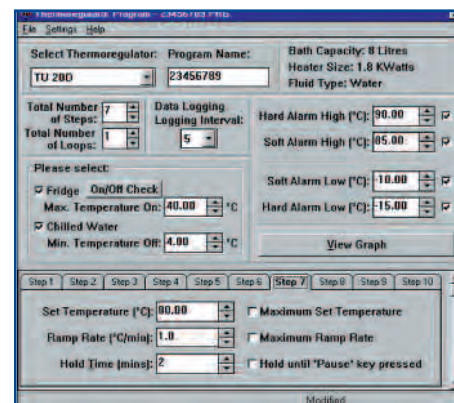 Thermoregulator Program - 23456789.PRG
File Settings Help
Select Thermoregulator: Program Name:
TU 20D 23456789
Bath Capacity: 8 Litres
Heater Size: 1.8 KWatts
Fluid Type: Water
Total Number of Steps: 7
Total Number of Loops: 1
Data Logging
Logging Interval:
5
Hard Alarm High (°C): 90.00
Soft Alarm High (°C): 85.00
Soft Alarm Low (°C): -10.00
Hard Alarm Low (°C): -15.00
Please select:
Fridge On/Off Check
Max. Temperature On: 40.00 °C
Chilled Water
Min. Temperature Off: 4.00 °C
View Graph
Step 1 Step 2 Step 3 Step 4 Step 5 Step 6 Step 7 Step 8 Step 9 Step 10
Set Temperature (°C): 80.00 Maximum Set Temperature
Ramp Rate (°C/min): 1.0 Maximum Ramp Rate
Hold Time (mins): 2 Hold until "Pause" key pressed
Modified